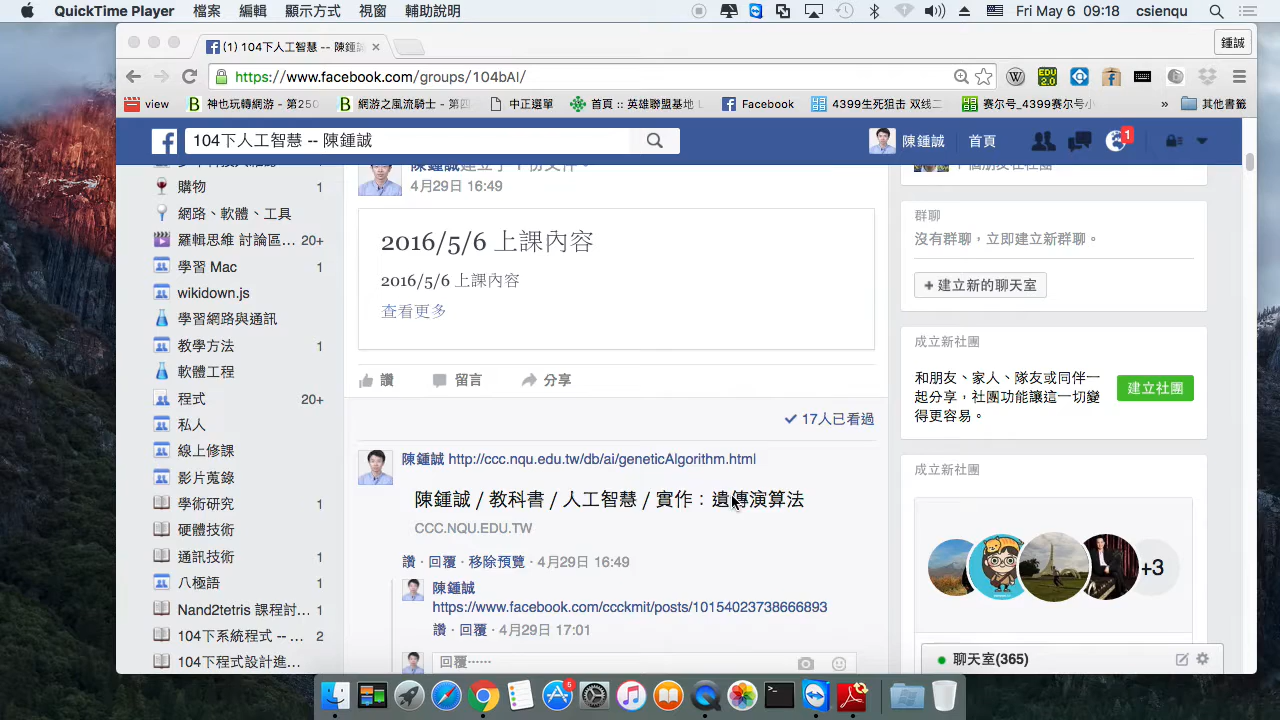 QuickTime Player 檔案 編輯 顯示方式 視窗 輔助說明 Fri May 6 09:18 csienqu
(1) 104下人工智慧 -- 陳鍾誠
鍾誠
https://www.facebook.com/groups/104bAI/
view 神也玩轉網游 - 第250 網游之風流騎士 - 第四 中正選單 首頁 :: 英雄聯盟基地 Facebook 4399生死狙击 双线二 赛尔号_4399赛尔号小 » 其他書籤
104下人工智慧 -- 陳鍾誠
陳鍾誠 首頁 1
購物 1
網路、軟體、工具
羅輯思維 討論區... 20+
學習 Mac 1
wikidown.js
學習網路與通訊
教學方法 1
軟體工程
程式 20+
私人
線上修課
影片蒐錄
學術研究 1
硬體技術
通訊技術 1
八極語 1
Nand2tetris 課程討... 1
104下系統程式 -- ... 2
104下程式設計進...
陳鍾誠建立了 1 份文件。
4月29日 16:49
2016/5/6 上課內容
2016/5/6 上課內容
查看更多
讚 留言 分享
17人已看過
陳鍾誠 http://ccc.nqu.edu.tw/db/ai/geneticAlgorithm.html
陳鍾誠 / 教科書 / 人工智慧 / 實作：遺傳演算法
CCC.NQU.EDU.TW
讚 · 回覆 · 移除預覽 · 4月29日 16:49
陳鍾誠
https://www.facebook.com/ccckmit/posts/10154023738666893
讚 · 回覆 · 4月29日 17:01
回覆......
群聊
沒有群聊，立即建立新群聊。
+ 建立新的聊天室
成立新社團
和朋友、家人、隊友或同伴一
起分享，社團功能讓這一切變
得更容易。
建立社團
成立新社團
+3
聊天室(365)